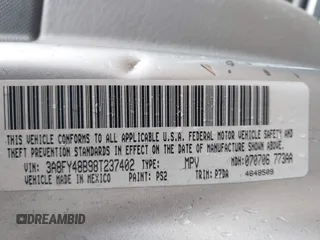 THIS VEHICLE CONFORMS TO ALL APPLICABLE U.S.A. FEDERAL MOTOR VEHICLE SAFETY AND
THEFT PREVENTION STANDARDS IN EFFECT ON THE DATE OF MANUFACTURE SHOWN ABOVE.
VIN: 3A8FY48B98T237402 TYPE: MPV MDH: 070706 773AA
VEHICLE MADE IN MEXICO PAINT: PS2 TRIM: P7DA 4648509